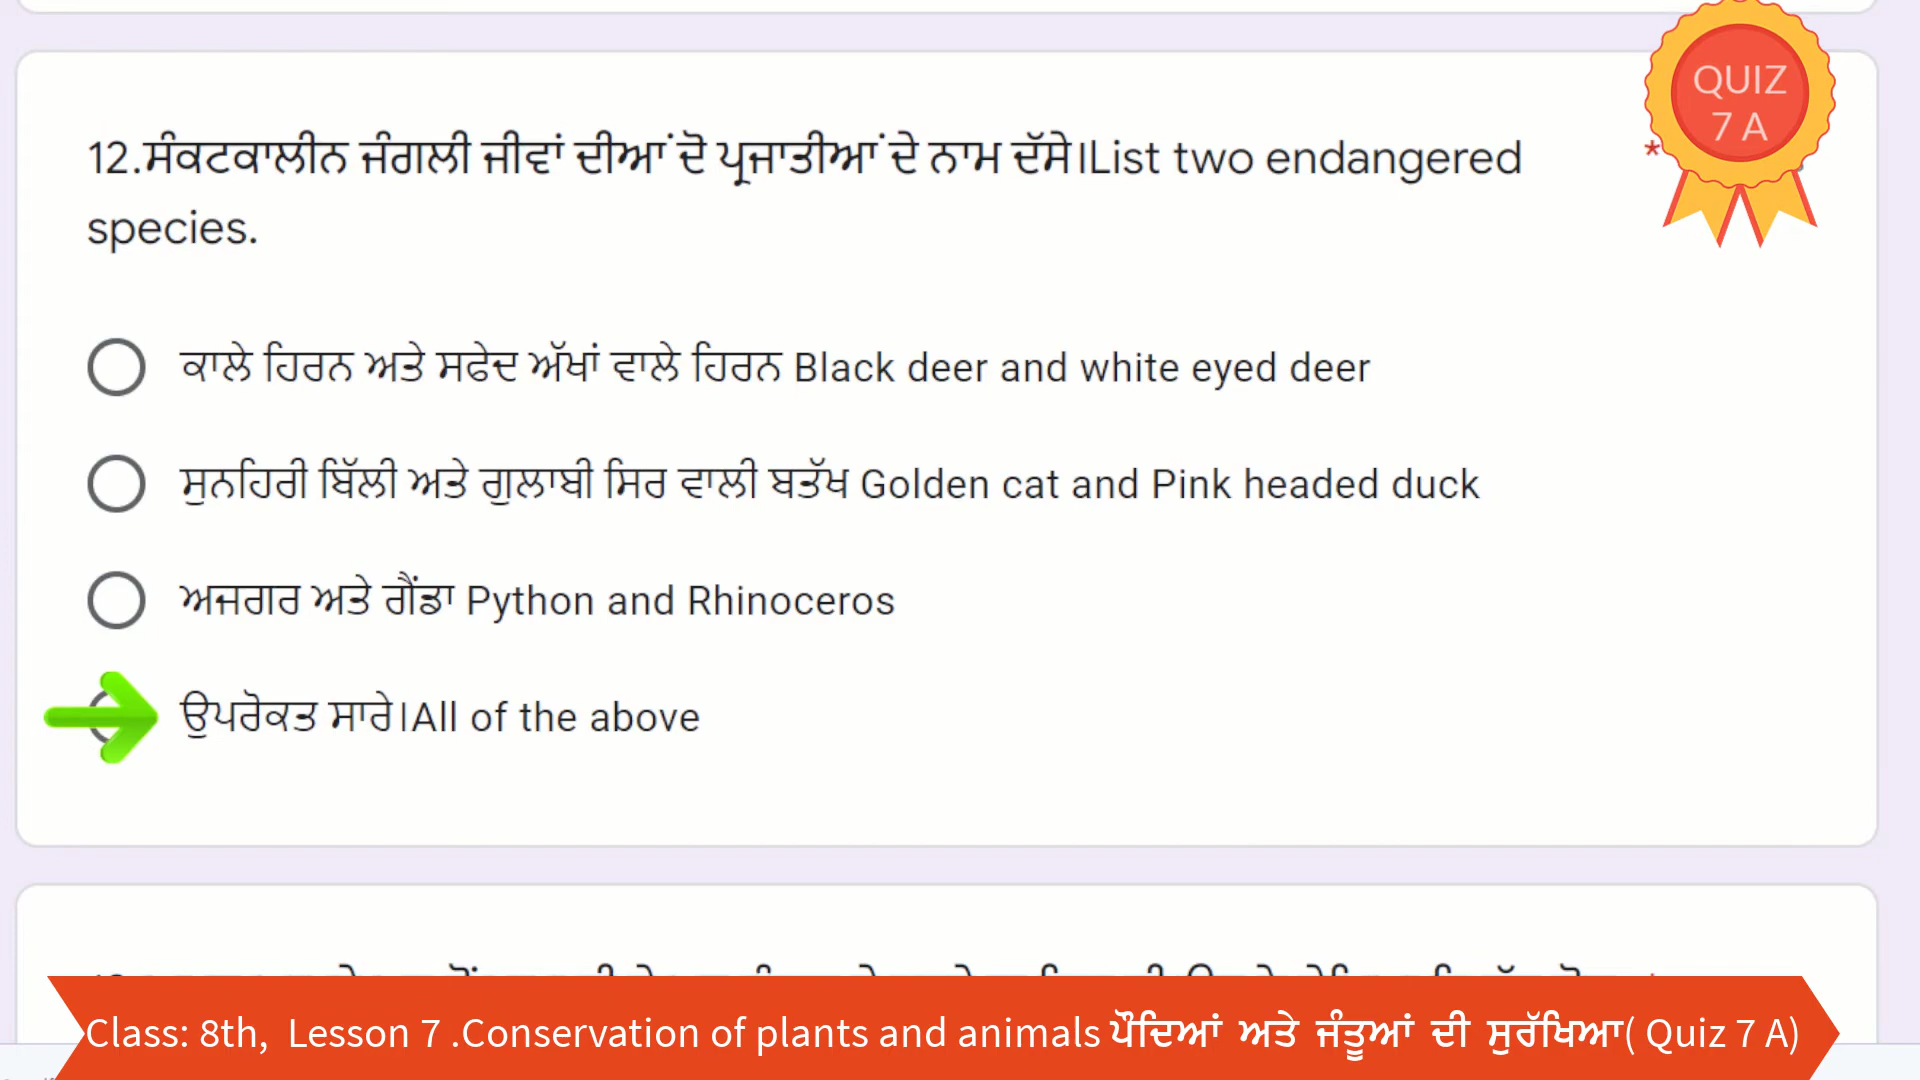 QUIZ
7 A
12.ਸੰਕਟਕਾਲੀਨ ਜੰਗਲੀ ਜੀਵਾਂ ਦੀਆਂ ਦੋ ਪ੍ਰਜਾਤੀਆਂ ਦੇ ਨਾਮ ਦੱਸੋ।List two endangered *
species.
ਕਾਲੇ ਹਿਰਨ ਅਤੇ ਸਫੇਦ ਅੱਖਾਂ ਵਾਲੇ ਹਿਰਨ Black deer and white eyed deer
ਸੁਨਹਿਰੀ ਬਿੱਲੀ ਅਤੇ ਗੁਲਾਬੀ ਸਿਰ ਵਾਲੀ ਬਤੱਖ Golden cat and Pink headed duck
ਅਜਗਰ ਅਤੇ ਗੈਂਡਾ Python and Rhinoceros
ਉਪਰੋਕਤ ਸਾਰੇ।All of the above
Class: 8th, Lesson 7 .Conservation of plants and animals ਪੌਦਿਆਂ ਅਤੇ ਜੰਤੂਆਂ ਦੀ ਸੁਰੱਖਿਆ( Quiz 7 A)